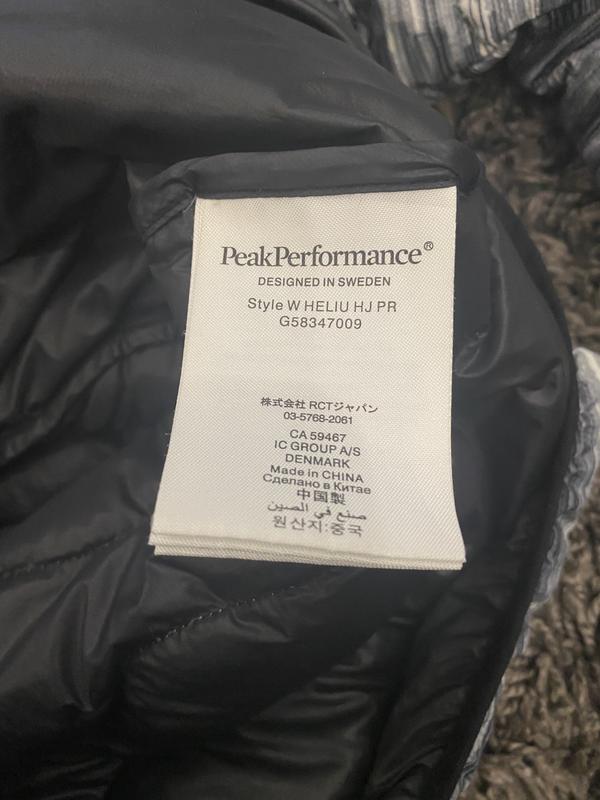 PeakPerformance®
DESIGNED IN SWEDEN
Style W HELIU HJ PR
G58347009
株式会社 RCTジャパン
03-5768-2061
CA 59467
IC GROUP A/S
DENMARK
Made in CHINA
Сделано в Китае
中国製
صنع في الصين
원산지:중국